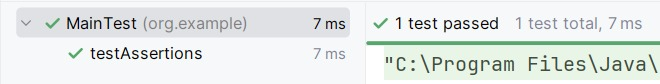 MainTest (org.example) 7 ms
testAssertions 7 ms
1 test passed 1 test total, 7 ms
"C:\Program Files\Java\